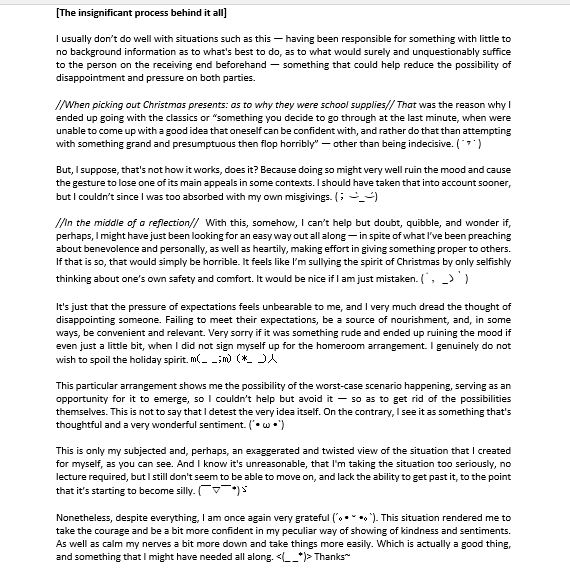 [The insignificant process behind it all]
I usually don't do well with situations such as this — having been responsible for something with little to
no background information as to what's best to do, as to what would surely and unquestionably suffice
to the person on the receiving end beforehand — something that could help reduce the possibility of
disappointment and pressure on both parties.
//When picking out Christmas presents: as to why they were school supplies// That was the reason why I
ended up going with the classics or "something you decide to go through at the last minute, when were
unable to come up with a good idea that oneself can be confident with, and rather do that than attempting
with something grand and presumptuous then flop horribly" — other than being indecisive.
But, I suppose, that's not how it works, does it? Because doing so might very well ruin the mood and cause
the gesture to lose one of its main appeals in some contexts. I should have taken that into account sooner,
but I couldn't since I was too absorbed with my own misgivings.
//In the middle of a reflection// With this, somehow, I can't help but doubt, quibble, and wonder if,
perhaps, I might have just been looking for an easy way out all along — in spite of what I've been preaching
about benevolence and personally, as well as heartily, making effort in giving something proper to others.
If that is so, that would simply be horrible. It feels like I'm sullying the spirit of Christmas by only selfishly
thinking about one's own safety and comfort. It would be nice if I am just mistaken.
It's just that the pressure of expectations feels unbearable to me, and I very much dread the thought of
disappointing someone. Failing to meet their expectations, be a source of nourishment, and, in some
ways, be convenient and relevant. Very sorry if it was something rude and ended up ruining the mood if
even just a little bit, when I did not sign myself up for the homeroom arrangement. I genuinely do not
wish to spoil the holiday spirit. m(_ _;m) (*_ _)人
This particular arrangement shows me the possibility of the worst-case scenario happening, serving as an
opportunity for it to emerge, so I couldn't help but avoid it — so as to get rid of the possibilities
themselves. This is not to say that I detest the very idea itself. On the contrary, I see it as something that's
thoughtful and a very wonderful sentiment. (´• ω •`)
This is only my subjected and, perhaps, an exaggerated and twisted view of the situation that I created
for myself, as you can see. And I know it's unreasonable, that I'm taking the situation too seriously, no
lecture required, but I still don't seem to be able to move on, and lack the ability to get past it, to the point
that it's starting to become silly. (￣▽￣*)ゞ
Nonetheless, despite everything, I am once again very grateful This situation rendered me to
take the courage and be a bit more confident in my peculiar way of showing of kindness and sentiments.
As well as calm my nerves a bit more down and take things more easily. Which is actually a good thing,
and something that I might have needed all along. <(_ _*)> Thanks~